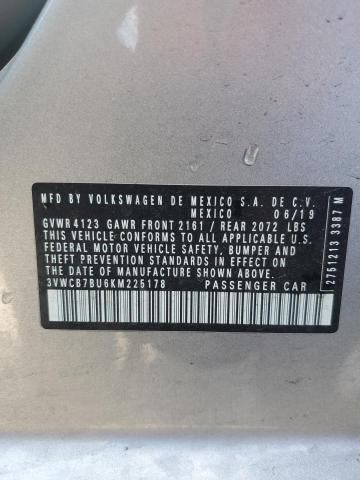 MFD BY VOLKSWAGEN DE MEXICO S.A. DE C.V.
MEXICO 06/19
GVWR 4123 GAWR FRONT 2161 / REAR 2072 LBS
THIS VEHICLE CONFORMS TO ALL APPLICABLE U.S.
FEDERAL MOTOR VEHICLE SAFETY, BUMPER AND
THEFT PREVENTION STANDARDS IN EFFECT ON
THE DATE OF MANUFACTURE SHOWN ABOVE
3VWCB7BU6KM225178 PASSENGER CAR
2751213 3387 M